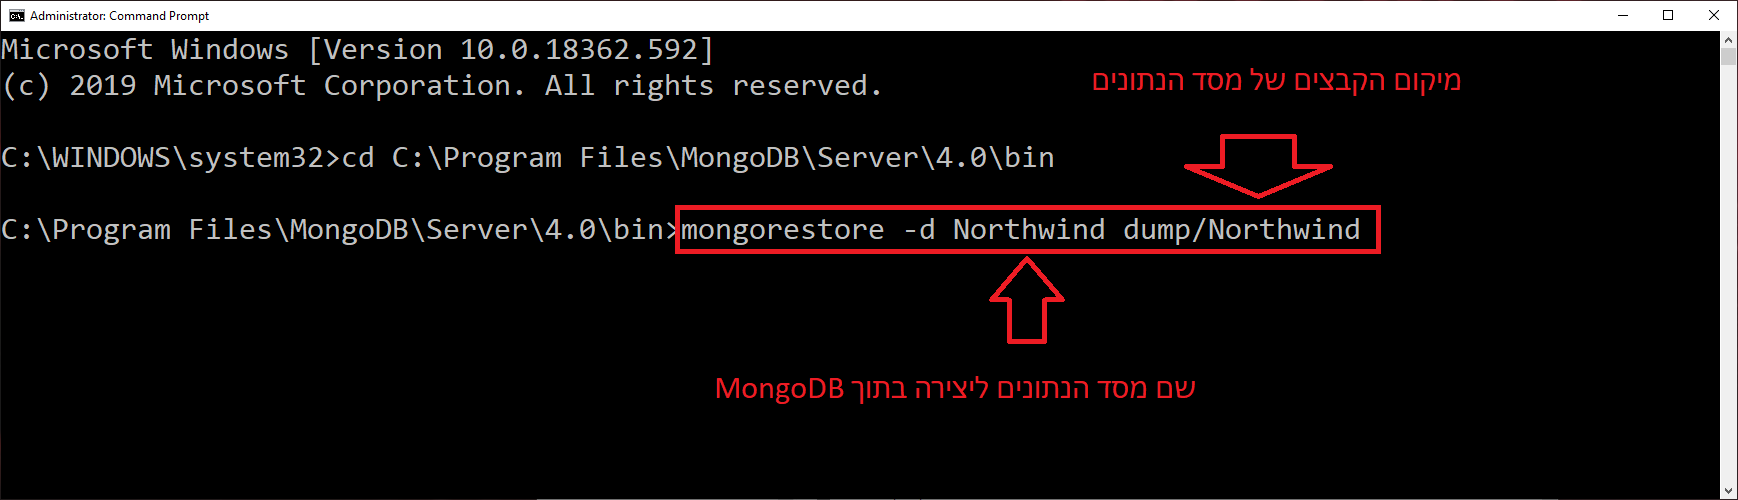 Administrator: Command Prompt
Microsoft Windows [Version 10.0.18362.592]
(c) 2019 Microsoft Corporation. All rights reserved.
מיקום הקבצים של מסד הנתונים
C:\WINDOWS\system32>cd C:\Program Files\MongoDB\Server\4.0\bin
C:\Program Files\MongoDB\Server\4.0\bin>mongorestore -d Northwind dump/Northwind
שם מסד הנתונים ליצירה בתוך MongoDB